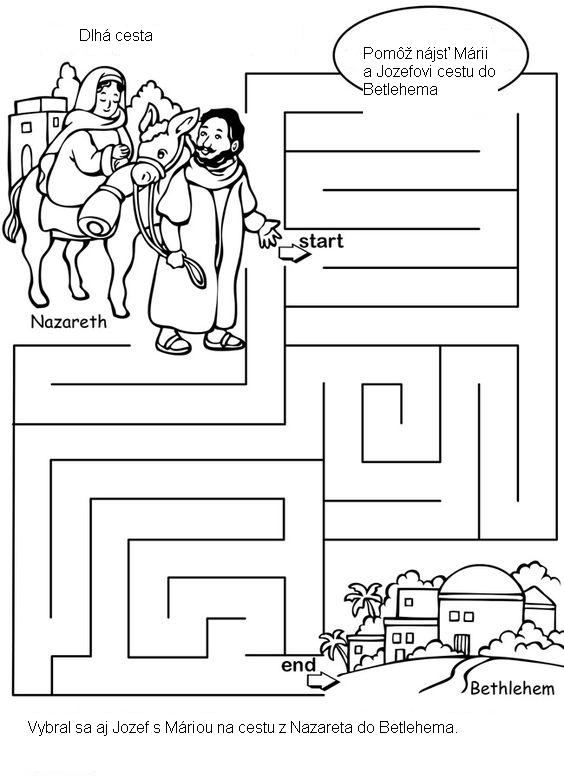 Dlhá cesta
Pomôž nájsť Márii
a Jozefovi cestu do
Betlehema
start
Nazareth
end
Bethlehem
Vybral sa aj Jozef s Máriou na cestu z Nazareta do Betlehema.